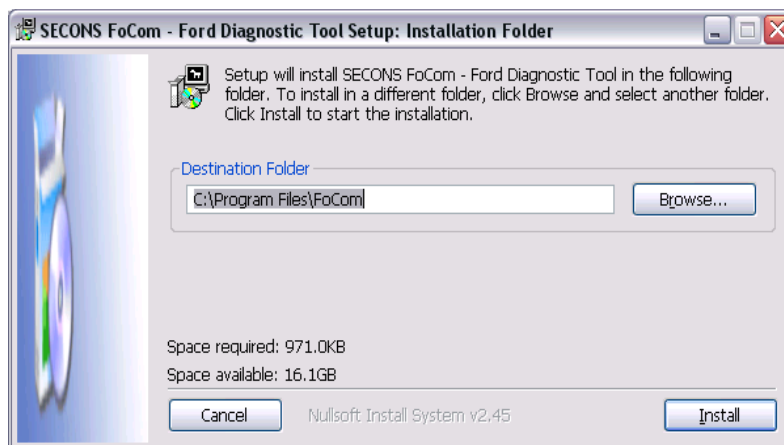 SECONS FoCom - Ford Diagnostic Tool Setup: Installation Folder
Setup will install SECONS FoCom - Ford Diagnostic Tool in the following
folder. To install in a different folder, click Browse and select another folder.
Click Install to start the installation.
Destination Folder
C:\Program Files\FoCom
Browse...
Space required: 971.0KB
Space available: 16.1GB
Cancel
Nullsoft Install System v2.45
Install